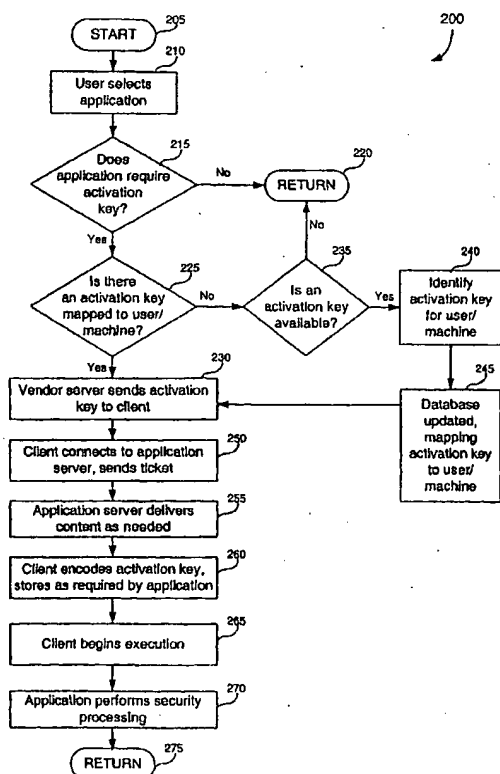 START
205
200
210
User selects
application
215
Does
application require
activation
key?
No
220
RETURN
Yes
No
225
Is there
an activation key
mapped to user/
machine?
No
235
Is an
activation key
available?
Yes
240
Identify
activation key
for user/
machine
Yes
230
Vendor server sends activation
key to client
245
Database
updated,
mapping
activation key
to user/
machine
250
Client connects to application
server, sends ticket
255
Application server delivers
content as needed
260
Client encodes activation key,
stores as required by application
265
Client begins execution
270
Application performs security
processing
RETURN
275